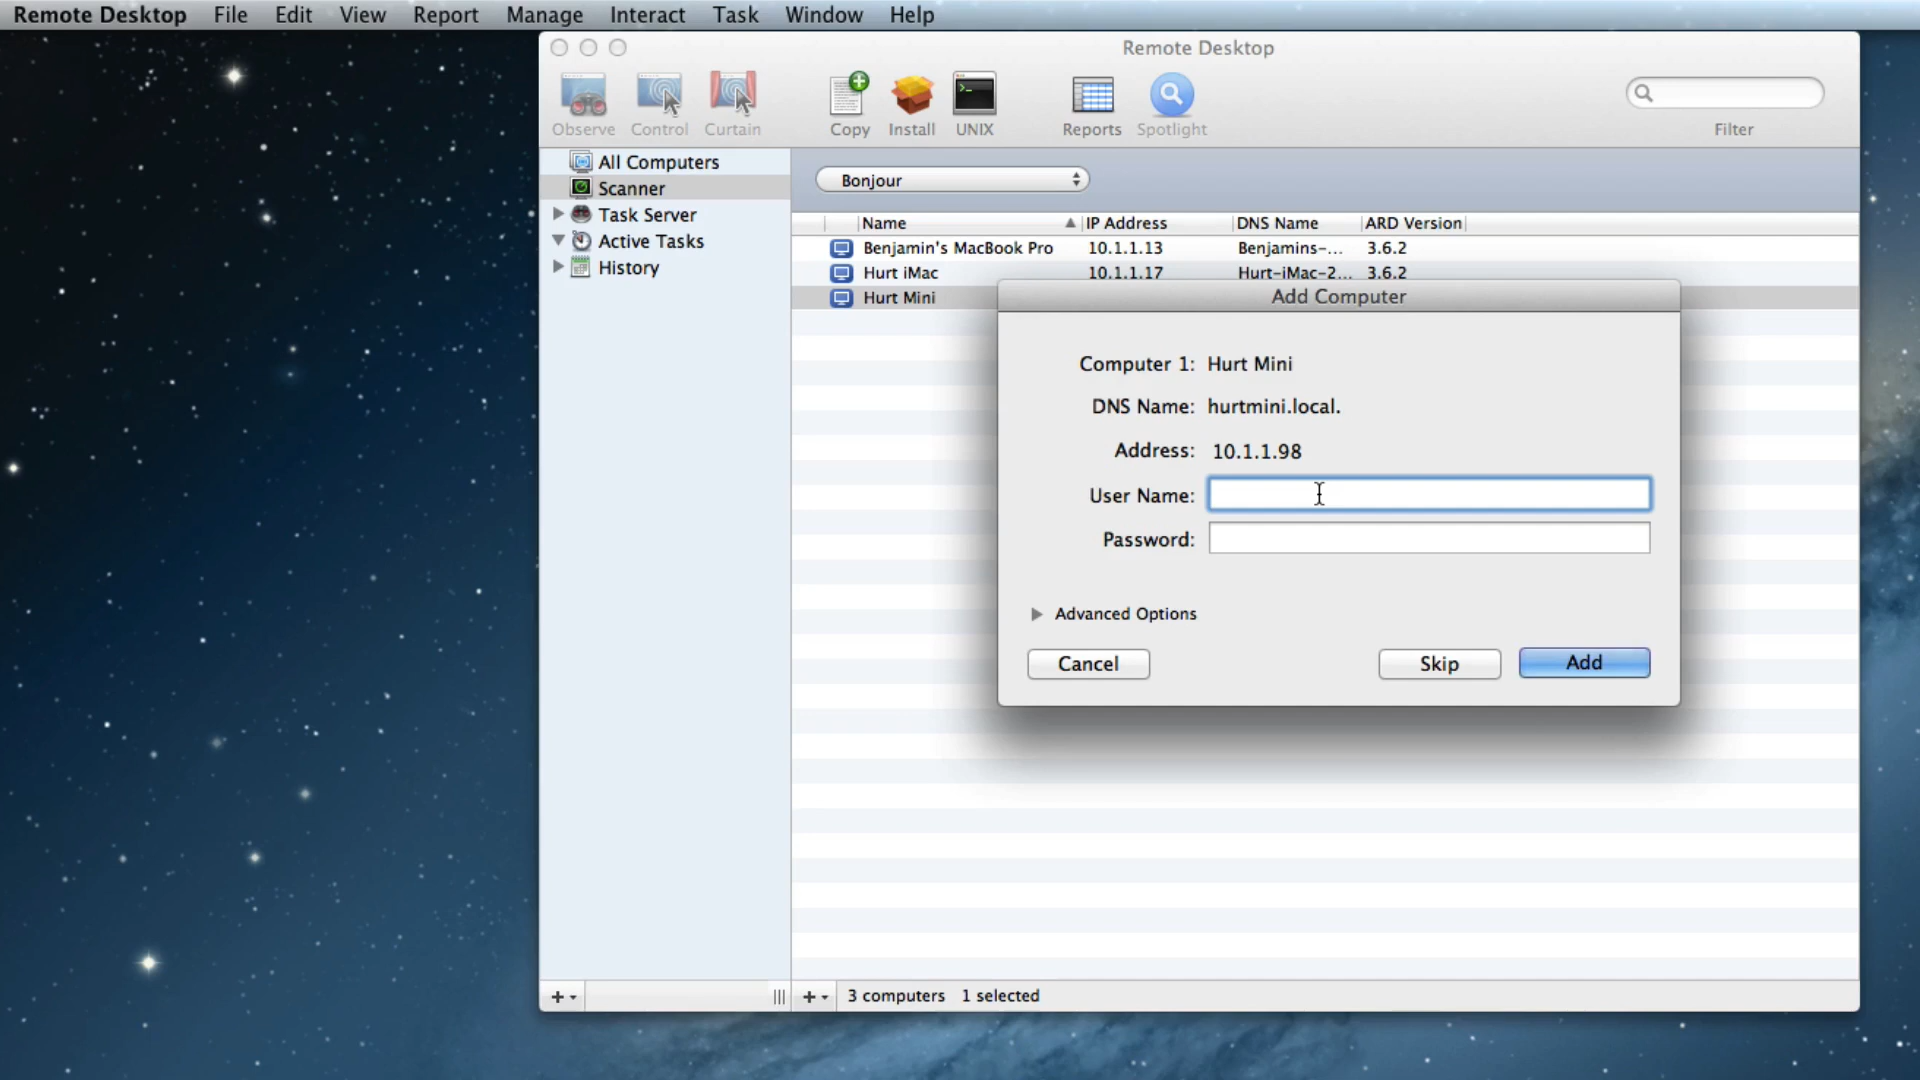 Remote Desktop File Edit View Report Manage Interact Task Window Help
Remote Desktop
Observe Control Curtain Copy Install UNIX Reports Spotlight Filter
All Computers
Scanner
Task Server
Active Tasks
History
Bonjour
Name IP Address DNS Name ARD Version
Benjamin's MacBook Pro 10.1.1.13 Benjamins-... 3.6.2
Hurt iMac 10.1.1.17 Hurt-iMac-2... 3.6.2
Hurt Mini
Add Computer
Computer 1: Hurt Mini
DNS Name: hurtmini.local.
Address: 10.1.1.98
User Name:
Password:
Advanced Options
Cancel Skip Add
3 computers 1 selected